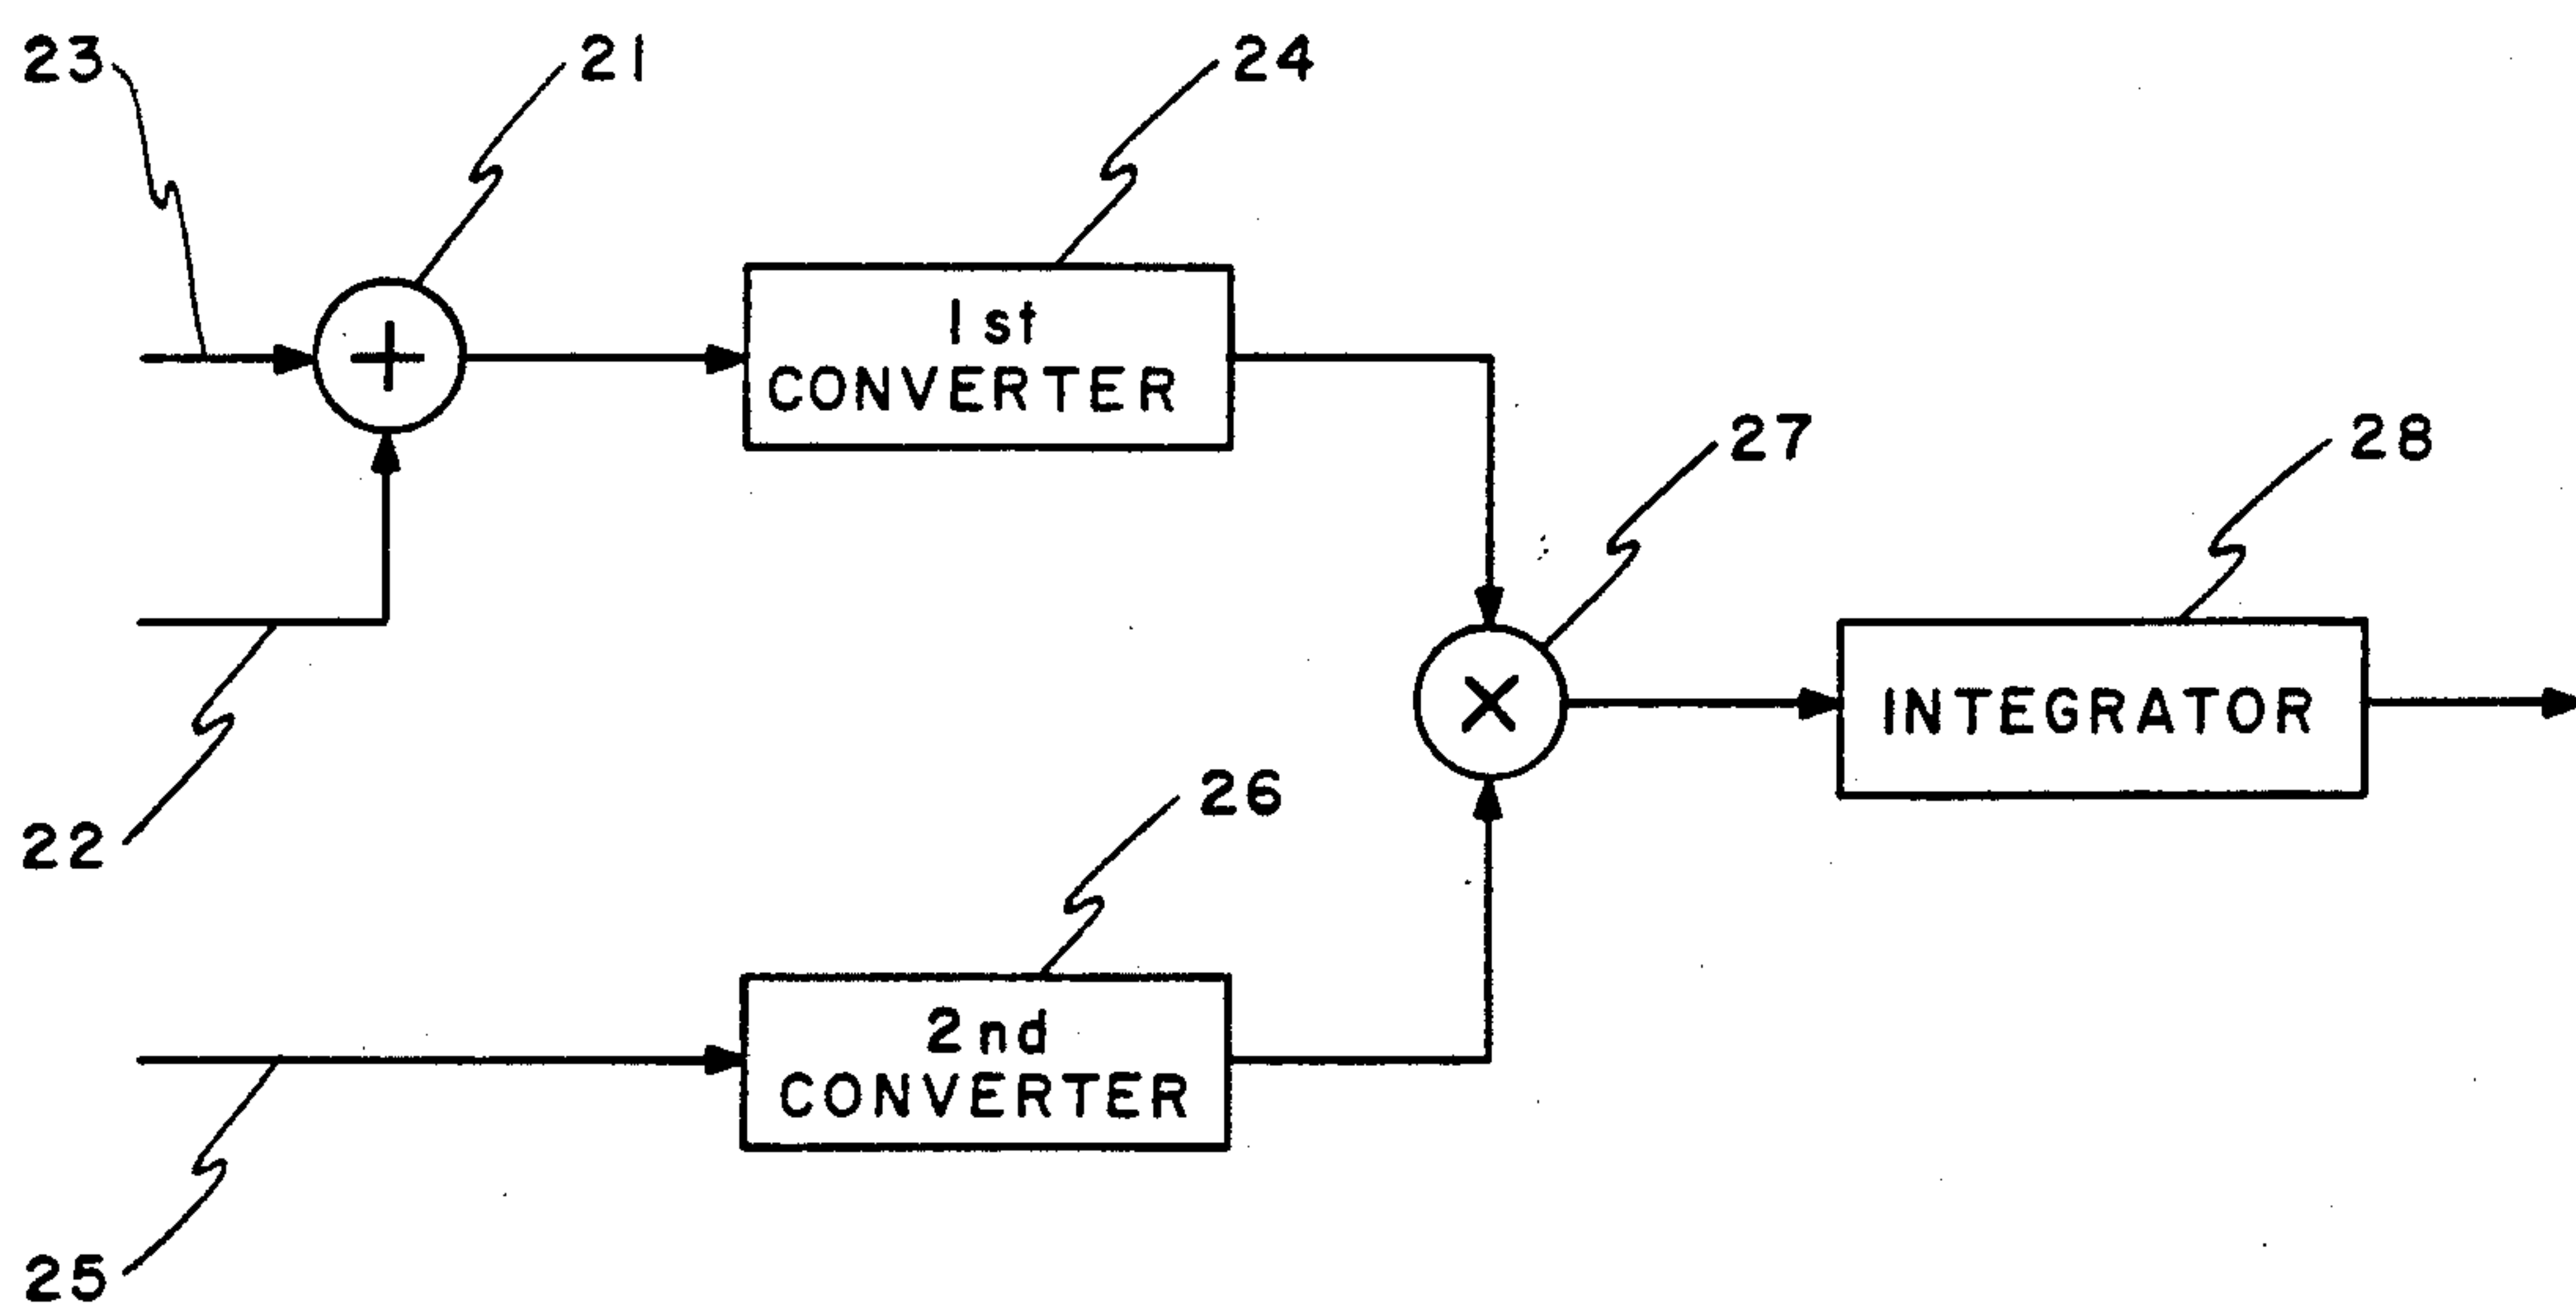 23
21
24
1st
CONVERTER
27
28
+
22
×
INTEGRATOR
26
2nd
CONVERTER
25